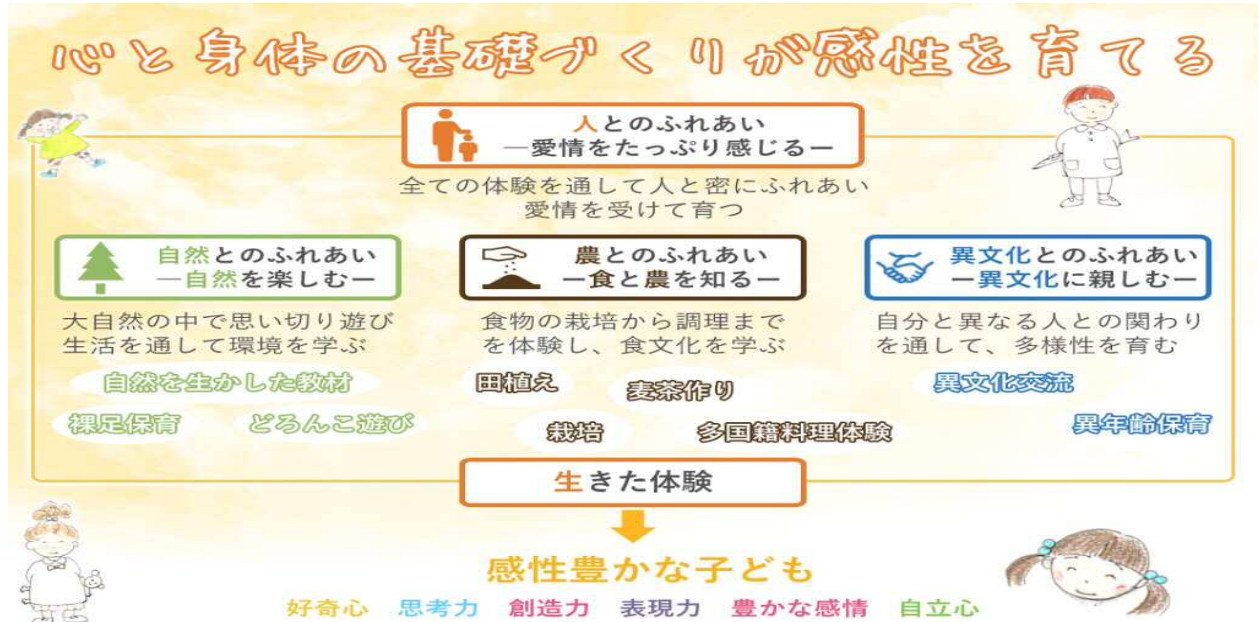 心と身体の基礎づくりが感性を育てる
人とのふれあい
―愛情をたっぷり感じるー
全ての体験を通して人と密にふれあい
愛情を受けて育つ
自然とのふれあい
―自然を楽しむー
大自然の中で思い切り遊び
生活を通して環境を学ぶ
自然を生かした教材
裸足保育 どろんこ遊び
農とのふれあい
ー食と農を知るー
食物の栽培から調理まで
を体験し、食文化を学ぶ
田植え 麦茶作り
栽培 多国籍料理体験
異文化とのふれあい
ー異文化に親しむー
自分と異なる人との関わり
を通して、多様性を育む
異文化交流
異年齢保育
生きた体験
感性豊かな子ども
好奇心 思考力 創造力 表現力 豊かな感情 自立心